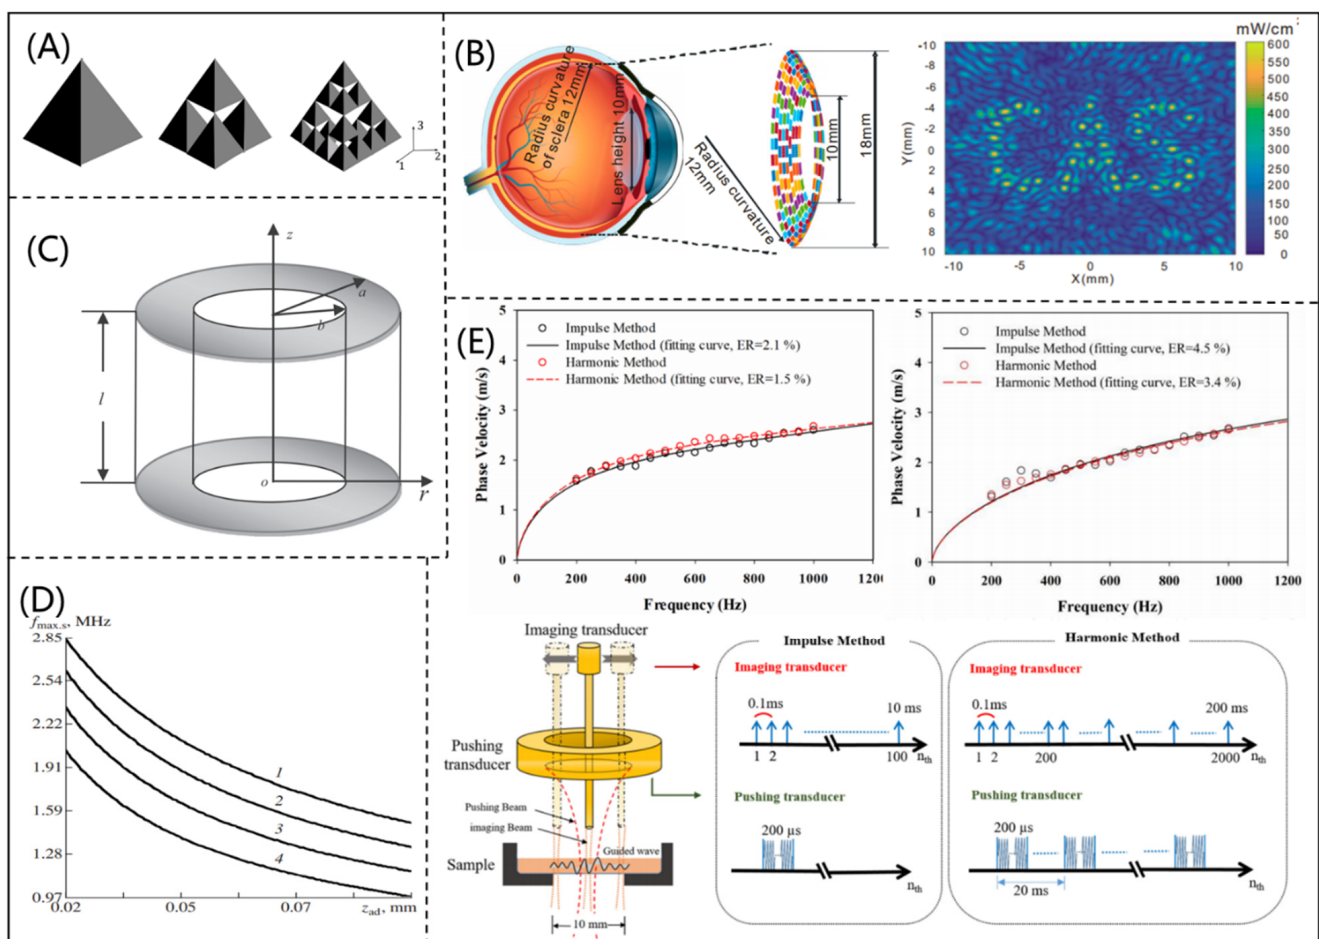 (A)
3
2
1
(B)
Radius curvature
of sclera 12mm
Lens height 10mm
Radius curvature
12mm
10mm
18mm
mW/cm
-10
-8
-6
-4
-2
0
2
4
6
8
10
Y(mm)
-10
-5
0
5
10
X(mm)
600
500
450
400
350
300
250
200
150
100
50
0
(C)
z
a
b
l
o
r
(D)
fmax.s, MHz
2.85
2.54
2.22
1.91
1.59
1.28
0.97
1
2
3
4
0.02
0.05
0.07
zad, mm
(E)
Phase Velocity (m/s)
5
4
3
2
1
0
Impulse Method
Impulse Method (fitting curve, ER=2.1 %)
Harmonic Method
Harmonic Method (fitting curve, ER=1.5 %)
0 200 400 600 800 1000 120
Frequency (Hz)
Phase Velocity (m/s)
5
4
3
2
1
0
Impulse Method
Impulse Method (fitting curve, ER=4.5 %)
Harmonic Method
Harmonic Method (fitting curve, ER=3.4 %)
0 200 400 600 800 1000 1200
Frequency (Hz)
Imaging transducer
Pushing
transducer
Pushing Beam
imaging Beam
Guided wave
Sample
10 mm
Impulse Method
Imaging transducer
0.1ms
10 ms
1 2 100 nth
Pushing transducer
200 µs
nth
Harmonic Method
Imaging transducer
0.1ms
200 ms
1 2 200 2000 nth
Pushing transducer
200 µs
20 ms
nth